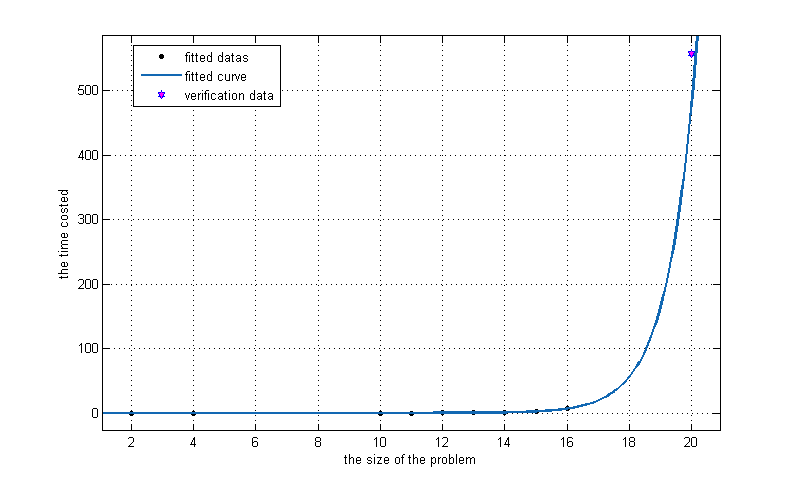 fitted datas
fitted curve
verification data
500
400
300
200
100
0
the time costed
2 4 6 8 10 12 14 16 18 20
the size of the problem